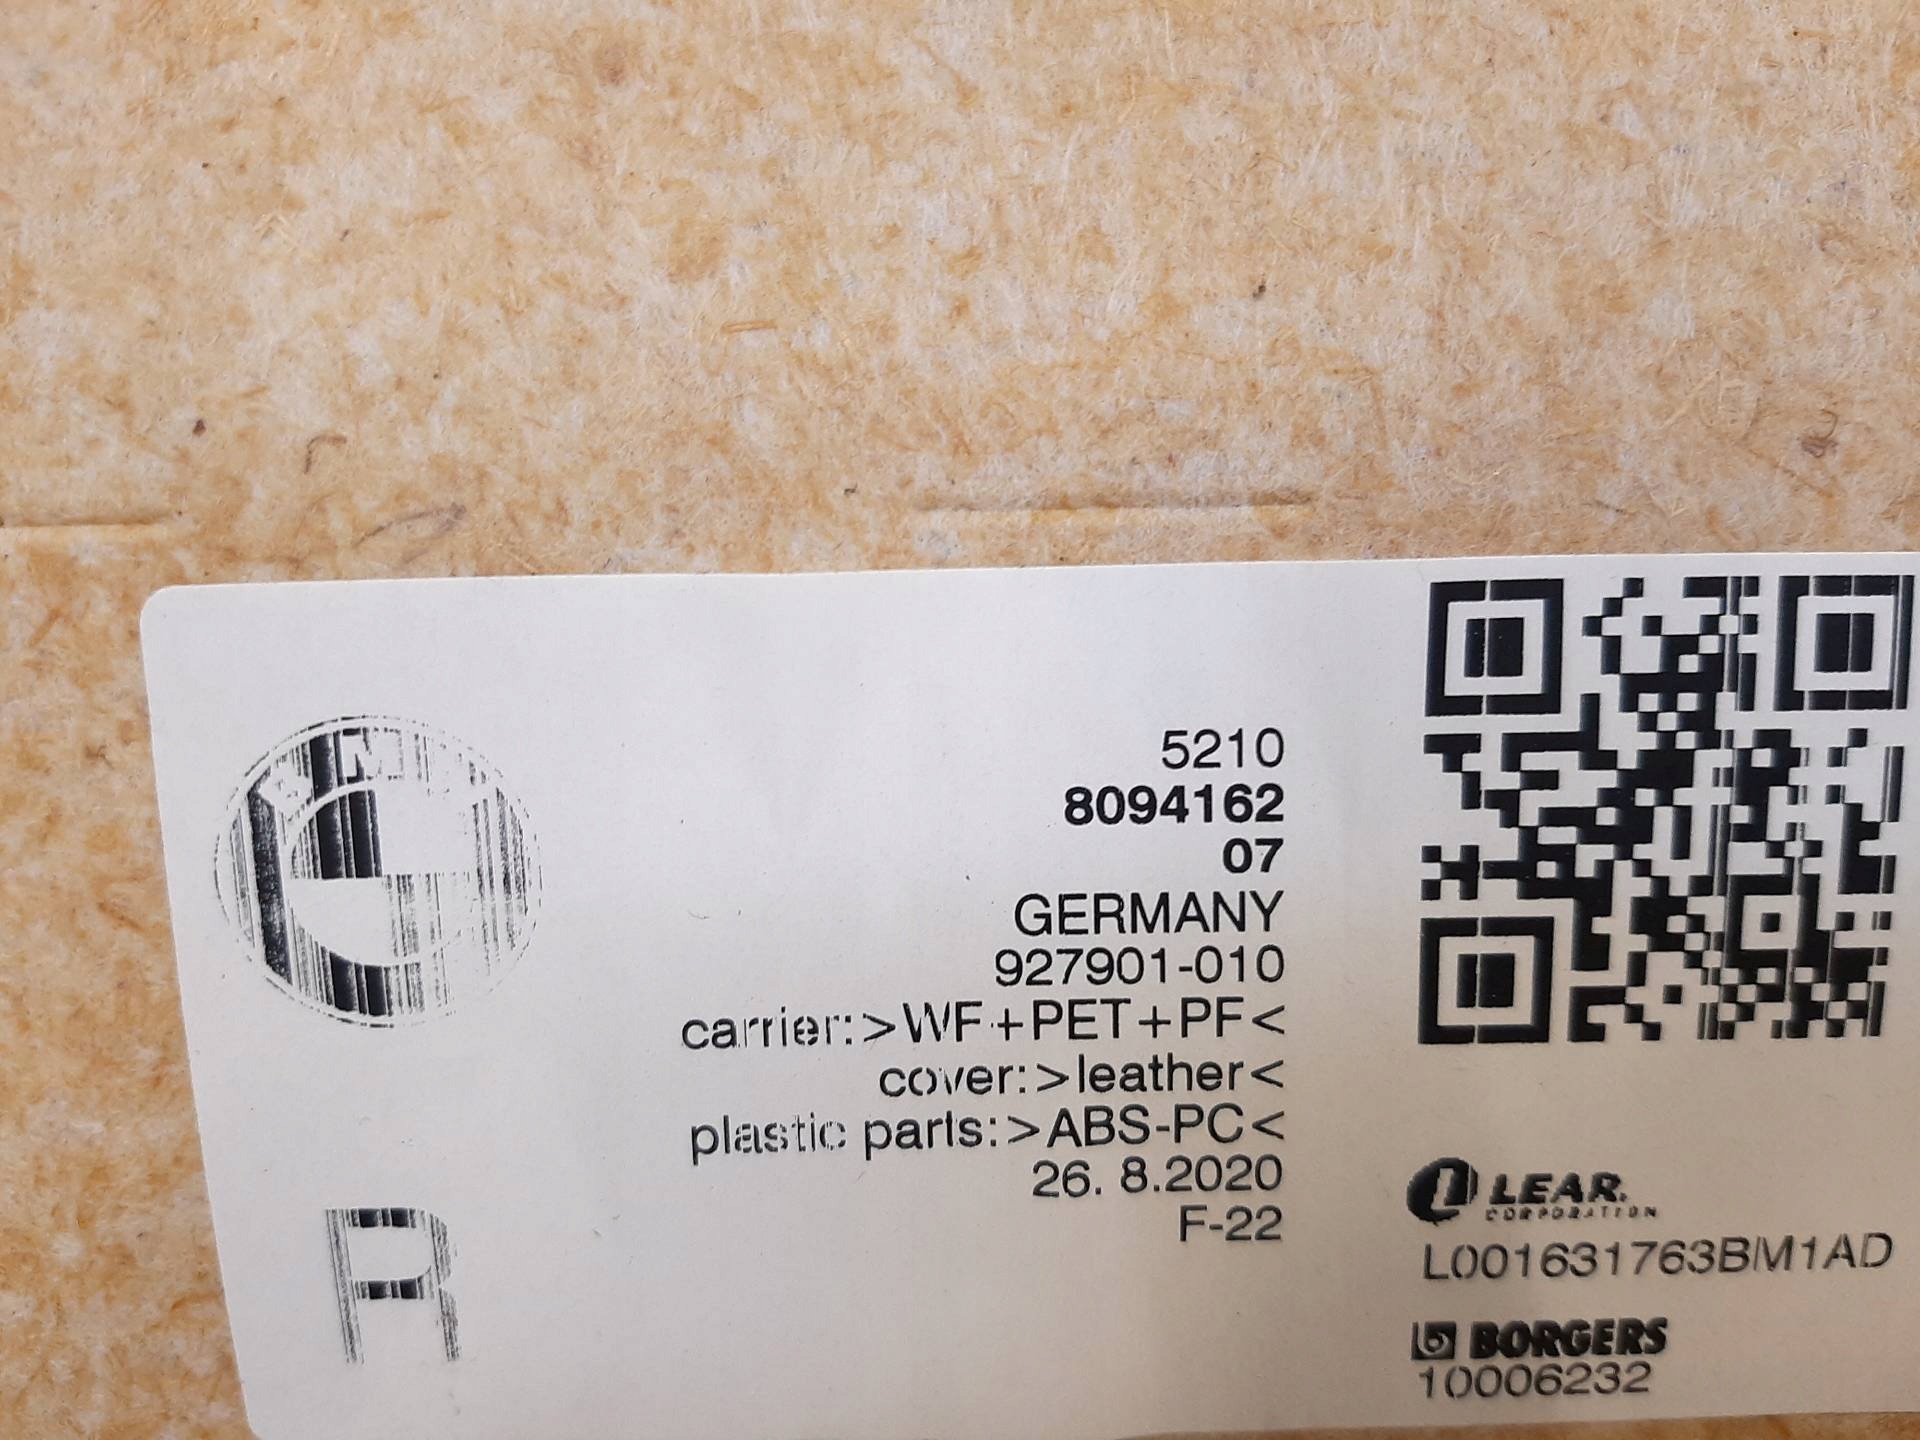 BMW
R
5210
8094162
07
GERMANY
927901-010
carrier:>WF+PET+PF<
cover:>leather<
plastic parts:>ABS-PC<
26. 8.2020
F-22
LEAR.
CORPORATION
L001631763BM1AD
BORGERS
10006232